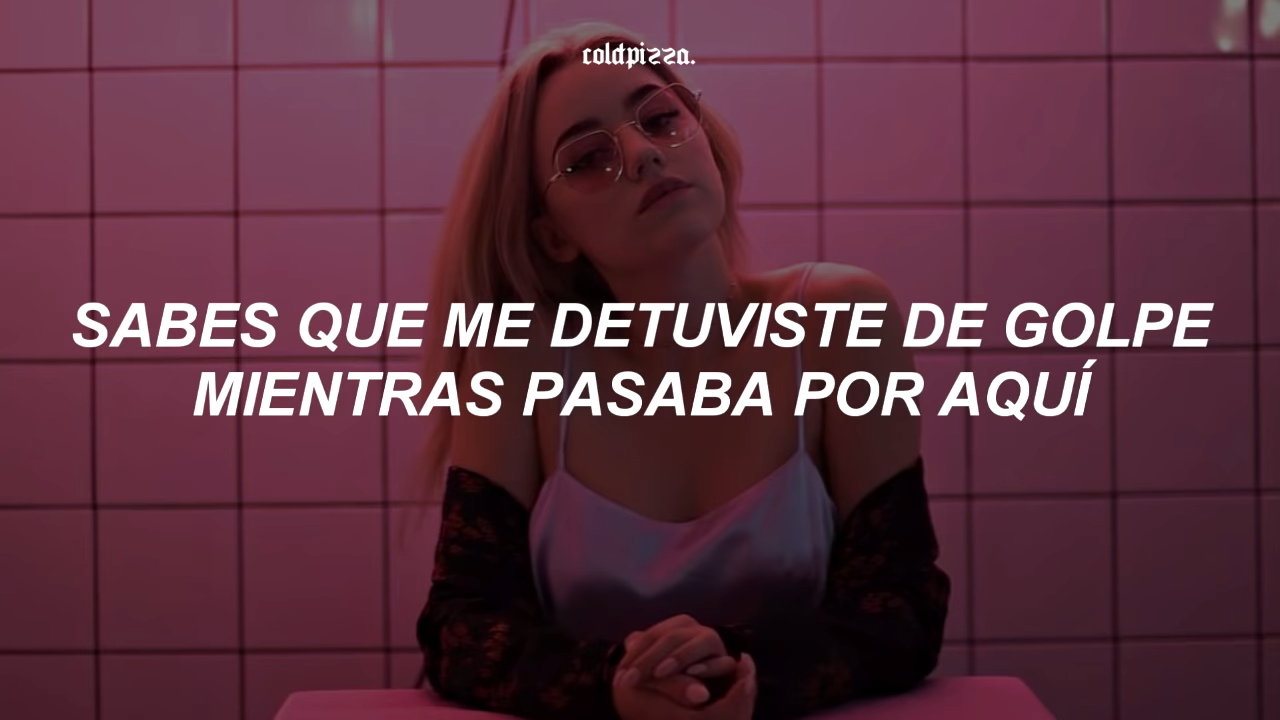 coldpizza.
SABES QUE ME DETUVISTE DE GOLPE
MIENTRAS PASABA POR AQUÍ